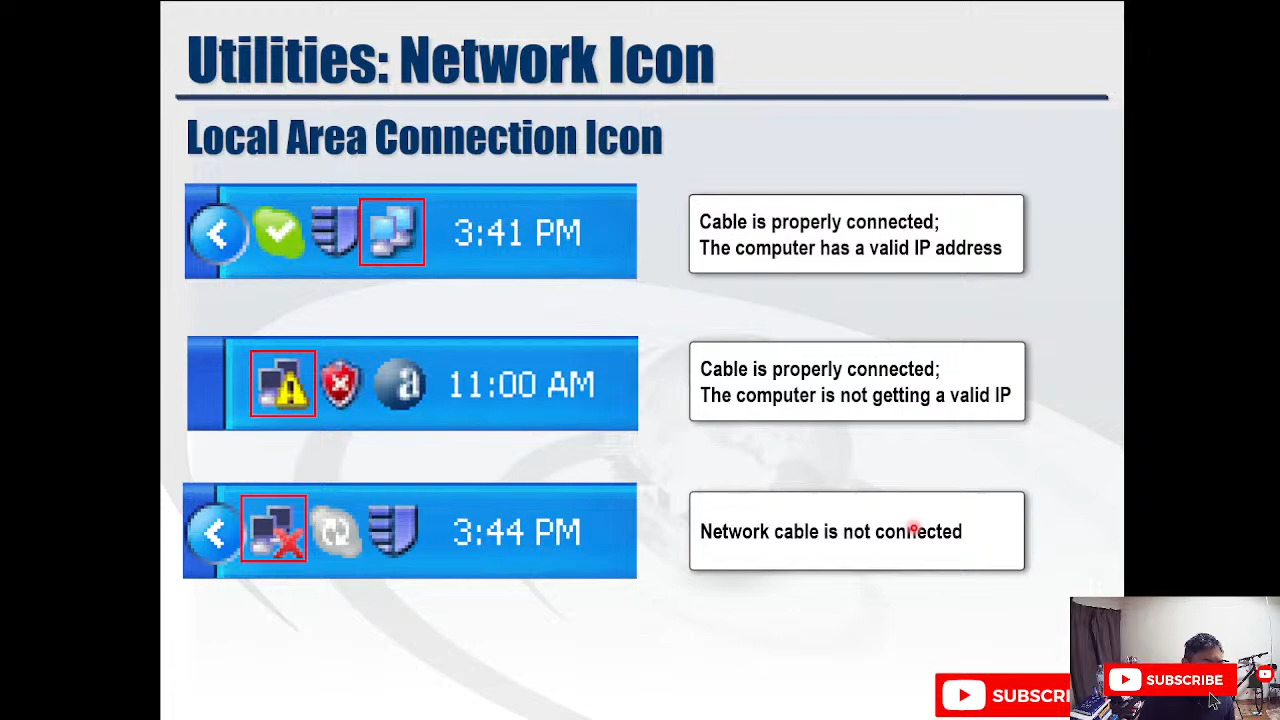 Utilities: Network Icon
Local Area Connection Icon
3:41 PM
Cable is properly connected;
The computer has a valid IP address
11:00 AM
Cable is properly connected;
The computer is not getting a valid IP
3:44 PM
Network cable is not connected
SUBSCRI
SUBSCRIBE